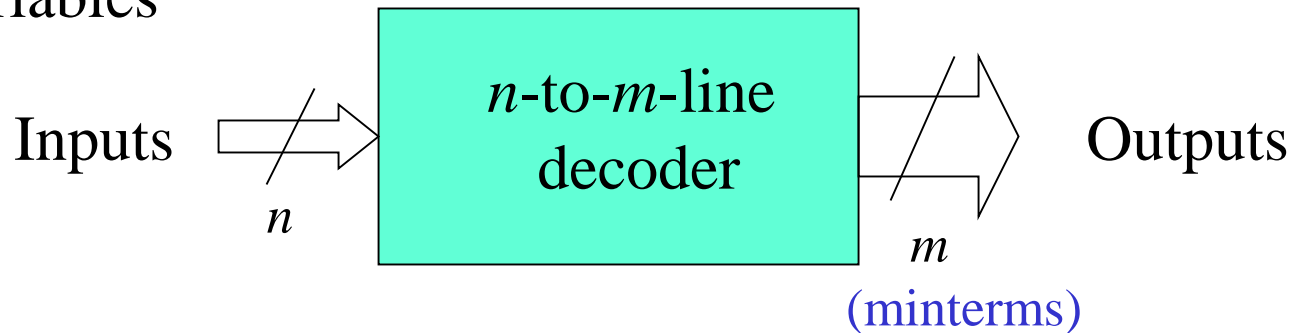 n-to-m-line
decoder
Inputs
Outputs
n
m
(minterms)